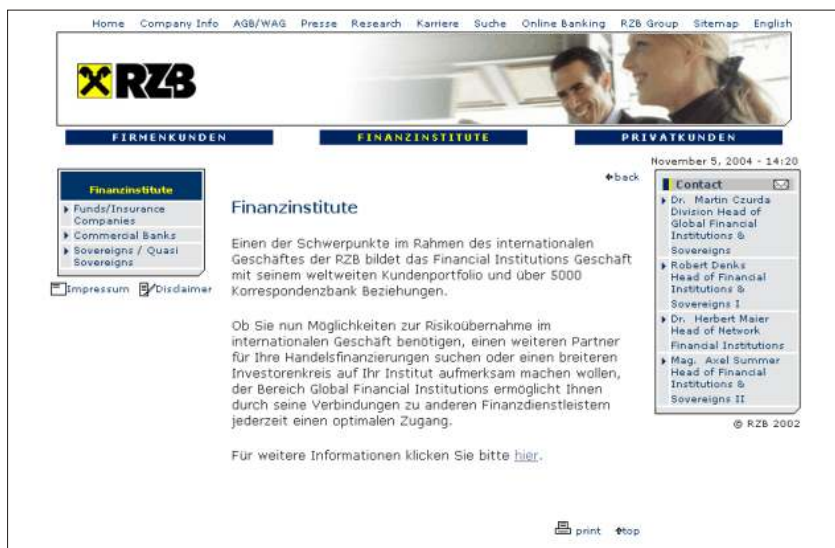 Home Company Info AGB/WAG Presse Research Karriere Suche Online Banking RZB Group Sitemap English
RZB
FIRMENKUNDEN FINANZINSTITUTE PRIVATKUNDEN
November 5, 2004 - 14:20
back
Finanzinstitute
Funds/Insurance
Companies
Commercial Banks
Sovereigns / Quasi
Sovereigns
Impressum Disclaimer
Finanzinstitute
Einen der Schwerpunkte im Rahmen des internationalen
Geschäftes der RZB bildet das Financial Institutions Geschäft
mit seinem weltweiten Kundenportfolio und über 5000
Korrespondenzbank Beziehungen.
Ob Sie nun Möglichkeiten zur Risikoübernahme im
internationalen Geschäft benötigen, einen weiteren Partner
für Ihre Handelsfinanzierungen suchen oder einen breiteren
Investorenkreis auf Ihr Institut aufmerksam machen wollen,
der Bereich Global Financial Institutions ermöglicht Ihnen
durch seine Verbindungen zu anderen Finanzdienstleistern
jederzeit einen optimalen Zugang.
Für weitere Informationen klicken Sie bitte hier.
print top
Contact
Dr. Martin Czurda
Division Head of
Global Financial
Institutions &
Sovereigns
Robert Denks
Head of Financial
Institutions &
Sovereigns I
Dr. Herbert Maier
Head of Network
Financial Institutions
Mag. Axel Summer
Head of Financial
Institutions &
Sovereigns II
© RZB 2002